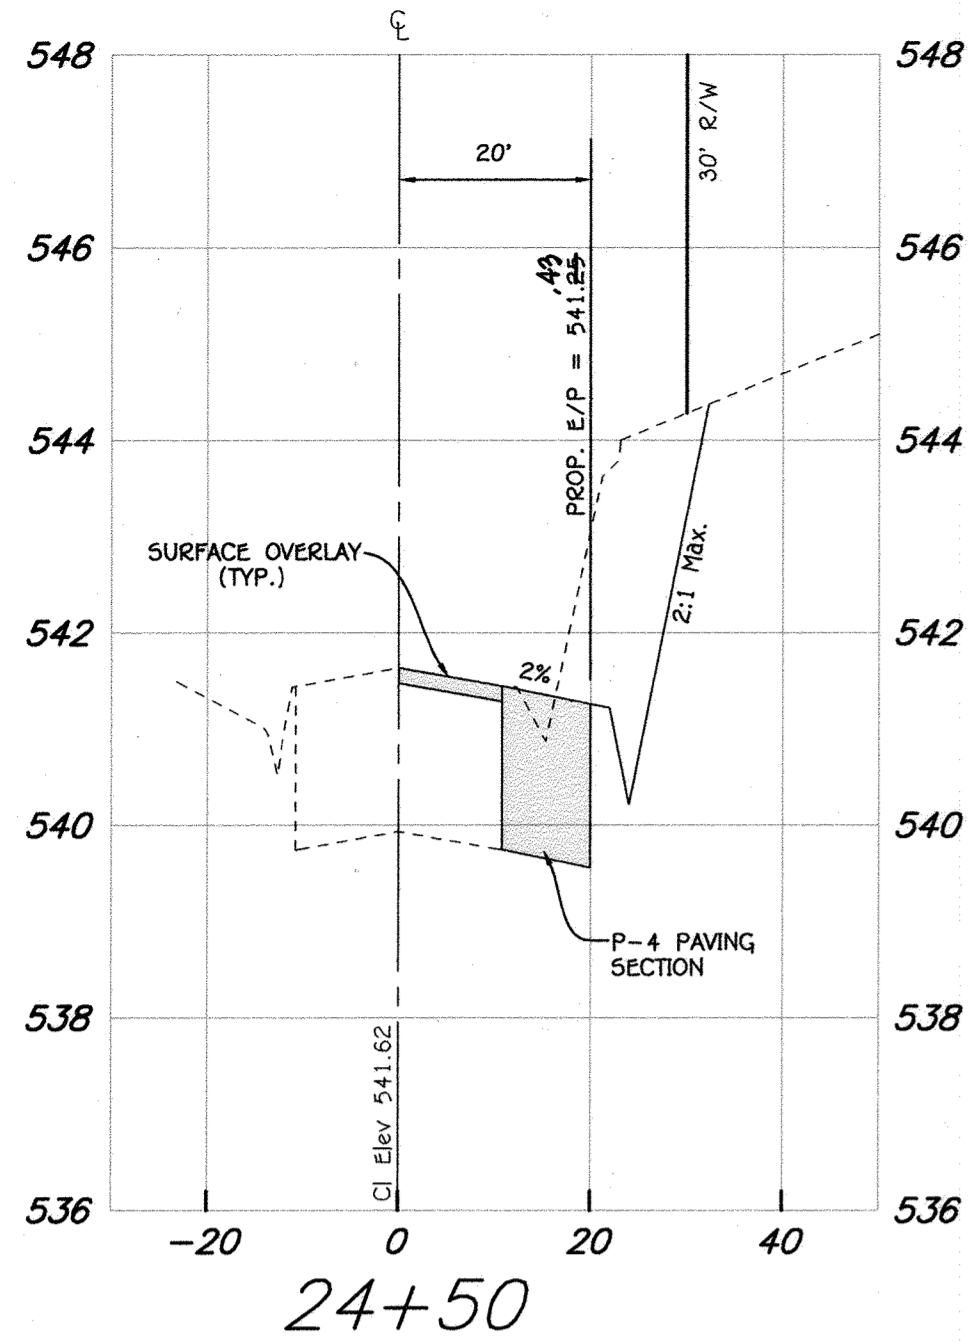 ℄
548 548
20'
30' R/W
546 546
.43
PROP. E/P = 541.25
544 544
SURFACE OVERLAY
(TYP.)
2:1 Max.
542 542
2%
540 540
P-4 PAVING
SECTION
538 538
Cl Elev 541.62
536 536
-20 0 20 40
24+50